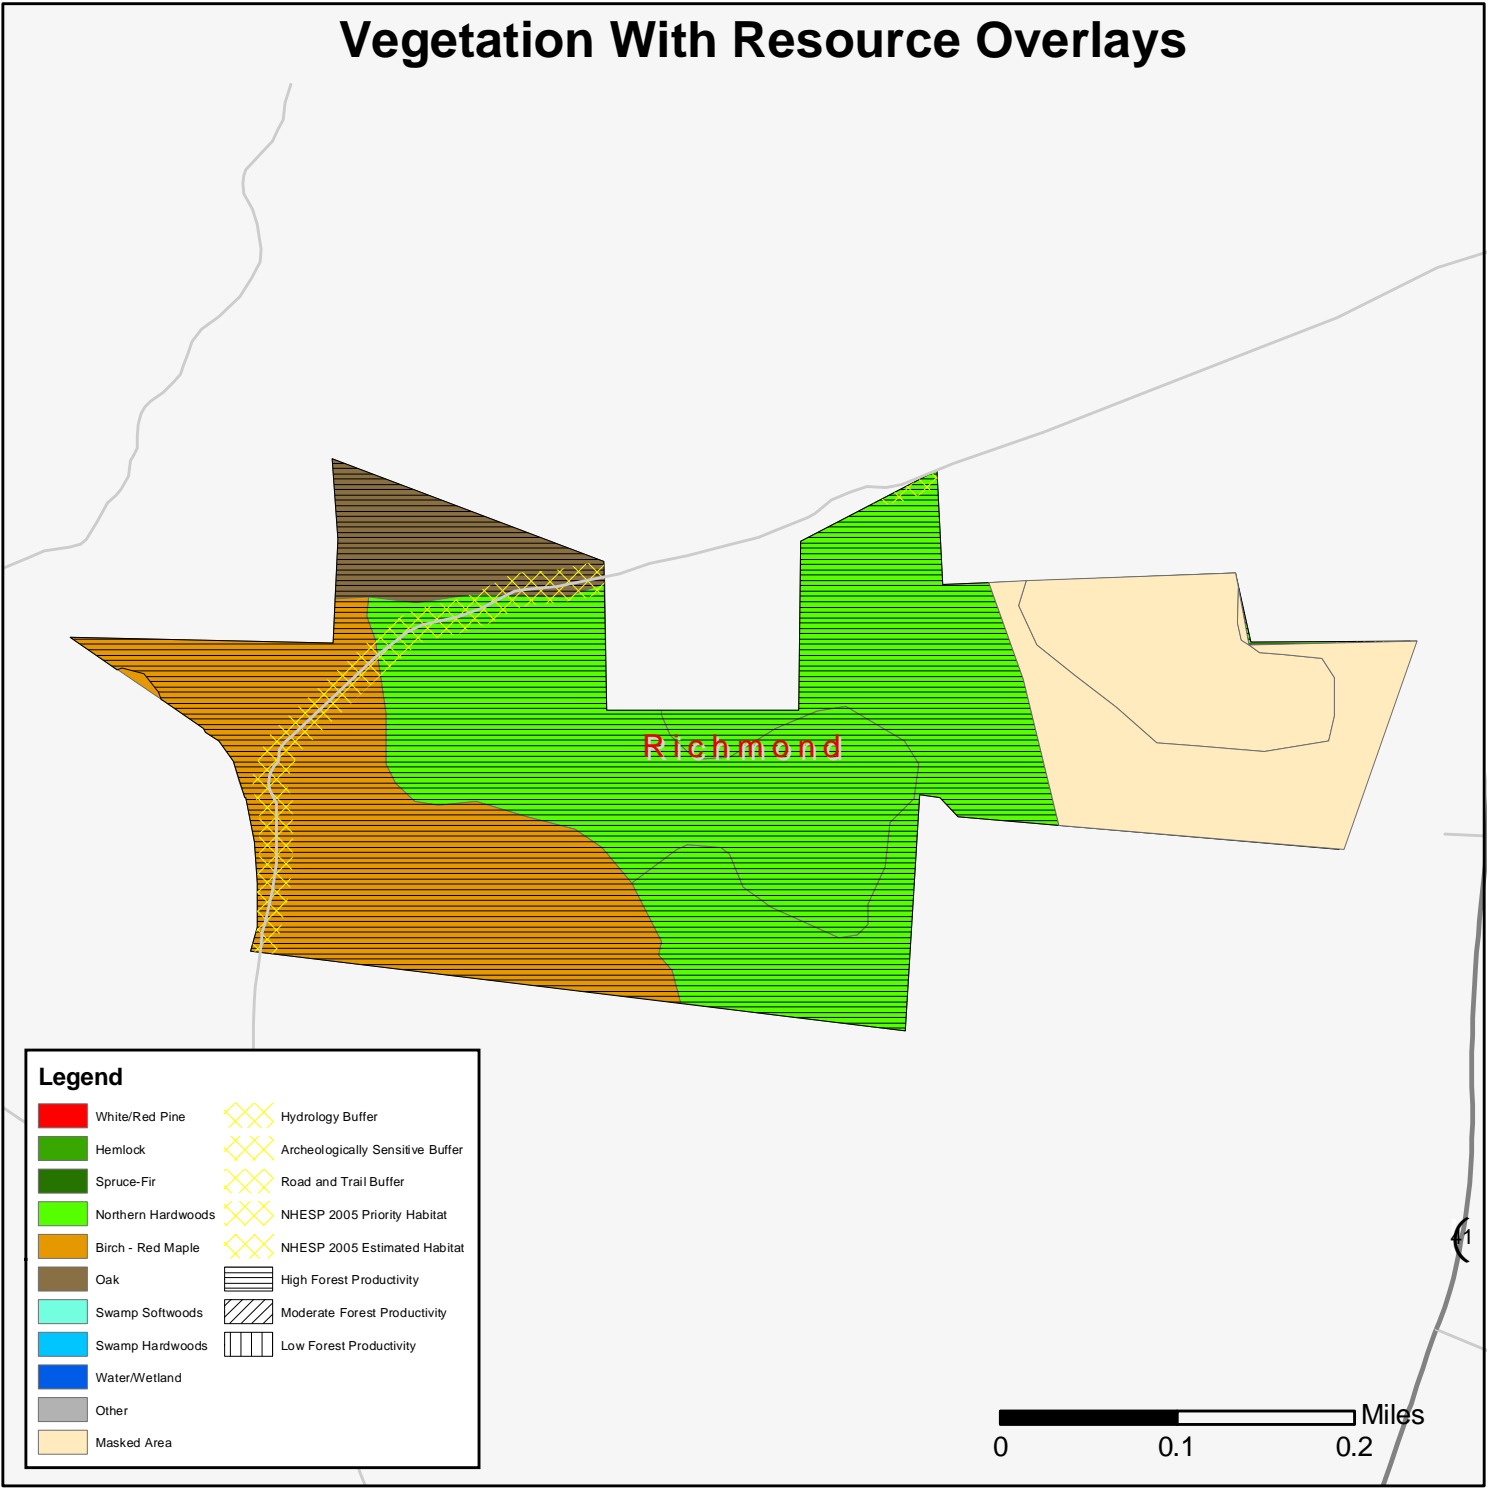 Vegetation With Resource Overlays
Richmond
Legend
White/Red Pine
Hemlock
Spruce-Fir
Northern Hardwoods
Birch - Red Maple
Oak
Swamp Softwoods
Swamp Hardwoods
Water/Wetland
Other
Masked Area
Hydrology Buffer
Archeologically Sensitive Buffer
Road and Trail Buffer
NHESP 2005 Priority Habitat
NHESP 2005 Estimated Habitat
High Forest Productivity
Moderate Forest Productivity
Low Forest Productivity
41
Miles
0 0.1 0.2